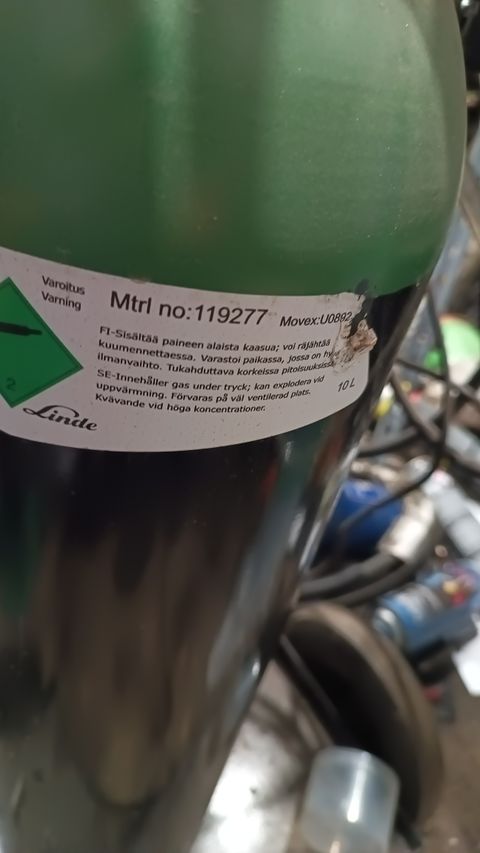 Varoitus
Varning
Mtrl no:119277 Movex:U0892
FI-Sisältää paineen alaista kaasua; voi räjähtää
kuumennettaessa. Varastoi paikassa, jossa on hy
ilmanvaihto. Tukahduttava korkeissa pitoisuuksissa
SE-Innehåller gas under tryck; kan explodera vid
uppvärmning. Förvaras på väl ventilerad plats.
Kvävande vid höga koncentrationer.
10 L
2
Linde